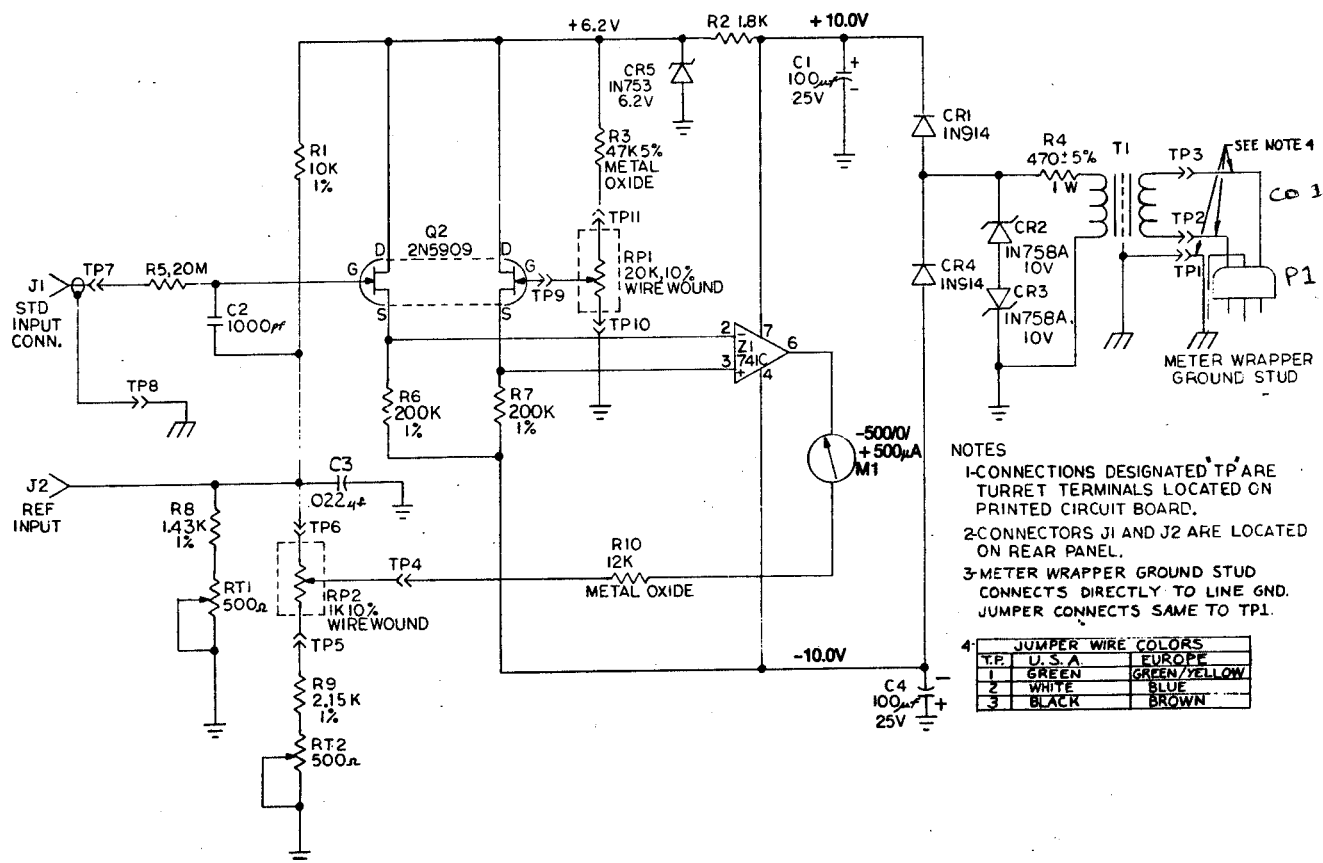 +6.2V
R2 1.8K
+10.0V
CR5
IN753
6.2V
C1
100µf
25V
+
-
R1
10K
1%
R3
47K5%
METAL
OXIDE
CR1
IN914
R4
470±5%
1 W
T1
TP3
SEE NOTE 4
CO 1
TP2
TP1
P1
METER WRAPPER
GROUND STUD
TP11
RP1
20K,10%
WIRE WOUND
TP10
Q2
2N5909
D
D
G
G
S
S
TP9
CR2
IN758A
10V
CR3
IN758A.
10V
CR4
IN914
J1
STD
INPUT
CONN.
TP7
R5,20M
C2
1000pf
TP8
2
3
-
Z1
741C
+
7
6
4
R6
200K
1%
R7
200K
1%
-500/0/
+500µA
M1
J2
REF
INPUT
C3
.022µf
R8
1.43K
1%
RT1
500Ω
TP6
RP2
1K10%
WIREWOUND
TP5
TP4
R10
12K
METAL OXIDE
R9
2.15K
1%
RT2
500Ω
-10.0V
C4
100µf
25V
-
+
NOTES
1-CONNECTIONS DESIGNATED "TP" ARE
TURRET TERMINALS LOCATED ON
PRINTED CIRCUIT BOARD.
2-CONNECTORS J1 AND J2 ARE LOCATED
ON REAR PANEL.
3-METER WRAPPER GROUND STUD
CONNECTS DIRECTLY TO LINE GND.
JUMPER CONNECTS SAME TO TP1.
4-
JUMPER WIRE COLORS
T.P. U.S.A. EUROPE
1 GREEN GREEN/YELLOW
2 WHITE BLUE
3 BLACK BROWN